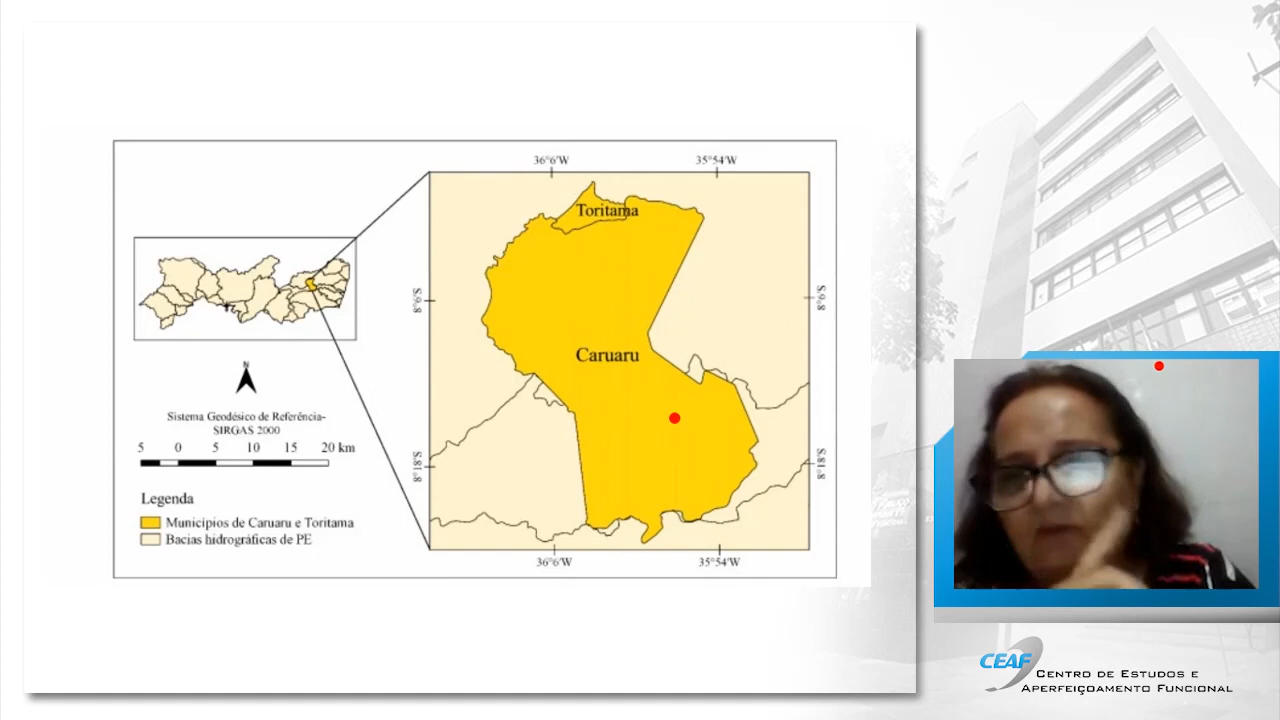 36°6'W
35°54'W
Toritama
8°6'S
8°6'S
Caruaru
N
Sistema Geodésico de Referência-
SIRGAS 2000
5 0 5 10 15 20 km
8°18'S
8°18'S
Legenda
Municípios de Caruaru e Toritama
Bacias hidrográficas de PE
36°6'W
35°54'W
CEAF
CENTRO DE ESTUDOS E
APERFEIÇOAMENTO FUNCIONAL